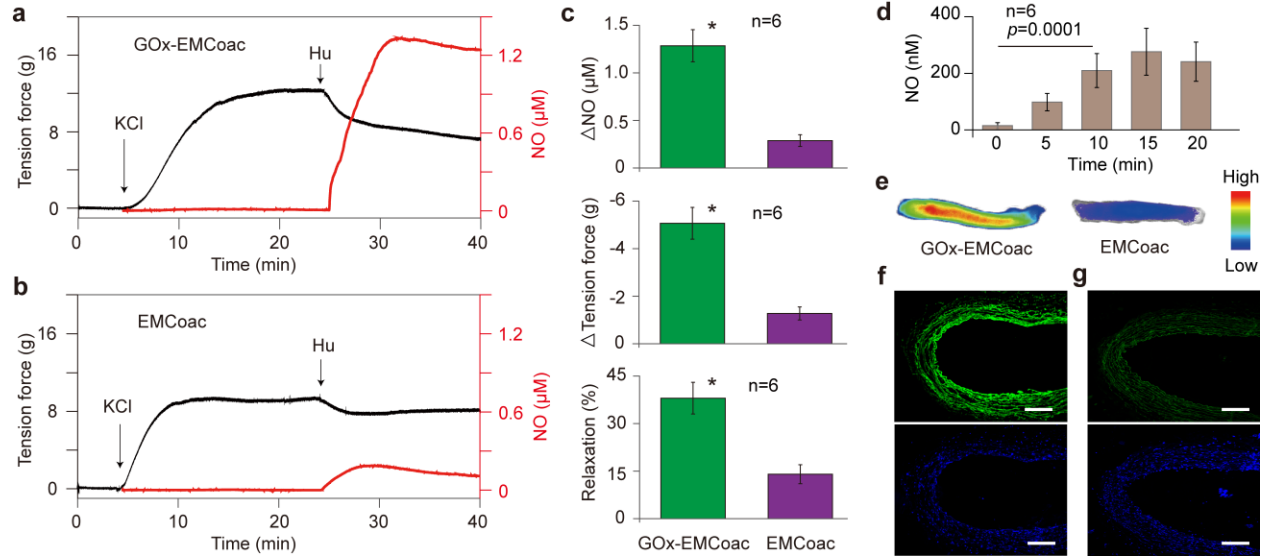 a
GOx-EMCoac
Hu
KCl
Tension force (g)
16
8
0
1.2
0.6
0
NO (µM)
0 10 20 30 40
Time (min)
b
EMCoac
Hu
KCl
Tension force (g)
16
8
0
1.2
0.6
0
NO (µM)
0 10 20 30 40
Time (min)
c
1.5
1.0
0.5
0
△NO (µM)
*
n=6
-6
-4
-2
0
△Tension force (g)
*
n=6
45
30
15
0
Relaxation (%)
*
n=6
GOx-EMCoac EMCoac
d
400
200
0
NO (nM)
n=6
p=0.0001
0 5 10 15 20
Time (min)
e
GOx-EMCoac EMCoac
High
Low
f
g